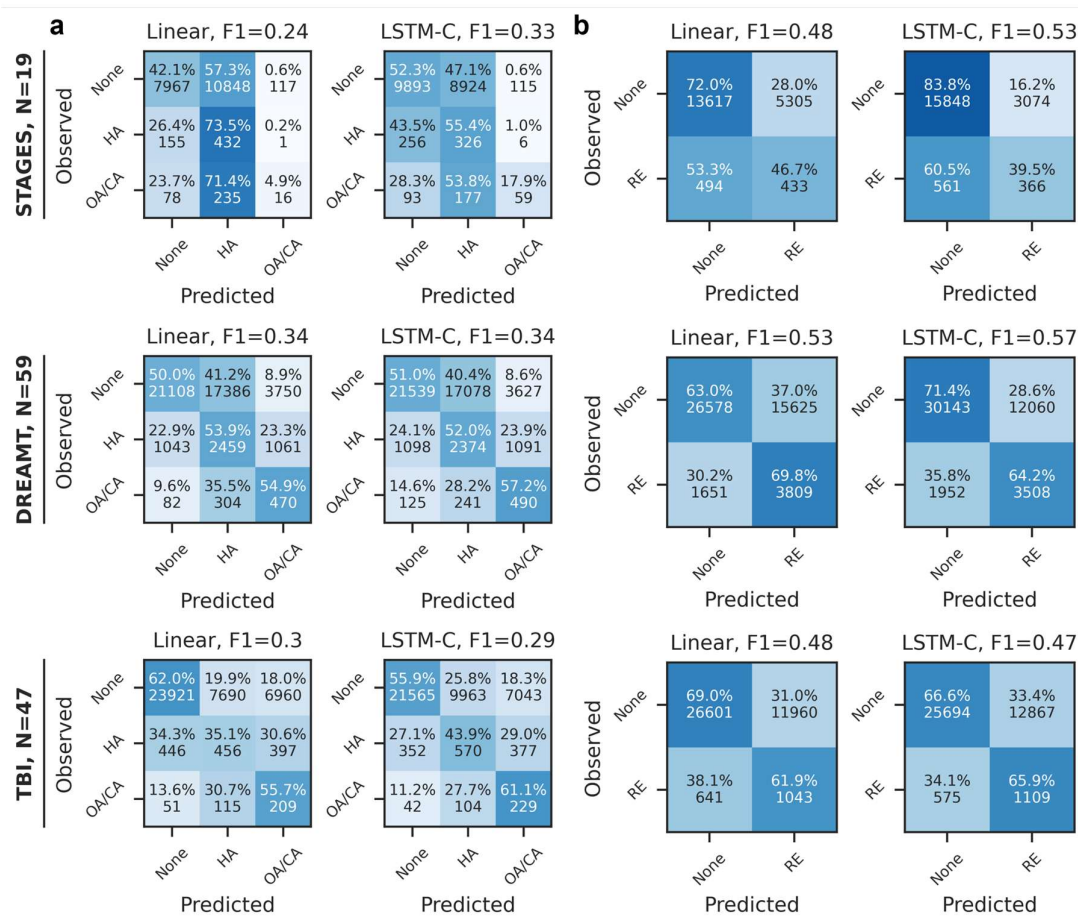 a
b
STAGES, N=19
Linear, F1=0.24
Observed
None
42.1% 57.3% 0.6%
7967 10848 117
HA
26.4% 73.5% 0.2%
155 432 1
OA/CA
23.7% 71.4% 4.9%
78 235 16
None HA OA/CA
Predicted
LSTM-C, F1=0.33
None
52.3% 47.1% 0.6%
9893 8924 115
HA
43.5% 55.4% 1.0%
256 326 6
OA/CA
28.3% 53.8% 17.9%
93 177 59
None HA OA/CA
Predicted
Linear, F1=0.48
Observed
None
72.0% 28.0%
13617 5305
RE
53.3% 46.7%
494 433
None RE
Predicted
LSTM-C, F1=0.53
None
83.8% 16.2%
15848 3074
RE
60.5% 39.5%
561 366
None RE
Predicted
DREAMT, N=59
Linear, F1=0.34
Observed
None
50.0% 41.2% 8.9%
21108 17386 3750
HA
22.9% 53.9% 23.3%
1043 2459 1061
OA/CA
9.6% 35.5% 54.9%
82 304 470
None HA OA/CA
Predicted
LSTM-C, F1=0.34
None
51.0% 40.4% 8.6%
21539 17078 3627
HA
24.1% 52.0% 23.9%
1098 2374 1091
OA/CA
14.6% 28.2% 57.2%
125 241 490
None HA OA/CA
Predicted
Linear, F1=0.53
Observed
None
63.0% 37.0%
26578 15625
RE
30.2% 69.8%
1651 3809
None RE
Predicted
LSTM-C, F1=0.57
None
71.4% 28.6%
30143 12060
RE
35.8% 64.2%
1952 3508
None RE
Predicted
TBI, N=47
Linear, F1=0.3
Observed
None
62.0% 19.9% 18.0%
23921 7690 6960
HA
34.3% 35.1% 30.6%
446 456 397
OA/CA
13.6% 30.7% 55.7%
51 115 209
None HA OA/CA
Predicted
LSTM-C, F1=0.29
None
55.9% 25.8% 18.3%
21565 9963 7043
HA
27.1% 43.9% 29.0%
352 570 377
OA/CA
11.2% 27.7% 61.1%
42 104 229
None HA OA/CA
Predicted
Linear, F1=0.48
Observed
None
69.0% 31.0%
26601 11960
RE
38.1% 61.9%
641 1043
None RE
Predicted
LSTM-C, F1=0.47
None
66.6% 33.4%
25694 12867
RE
34.1% 65.9%
575 1109
None RE
Predicted